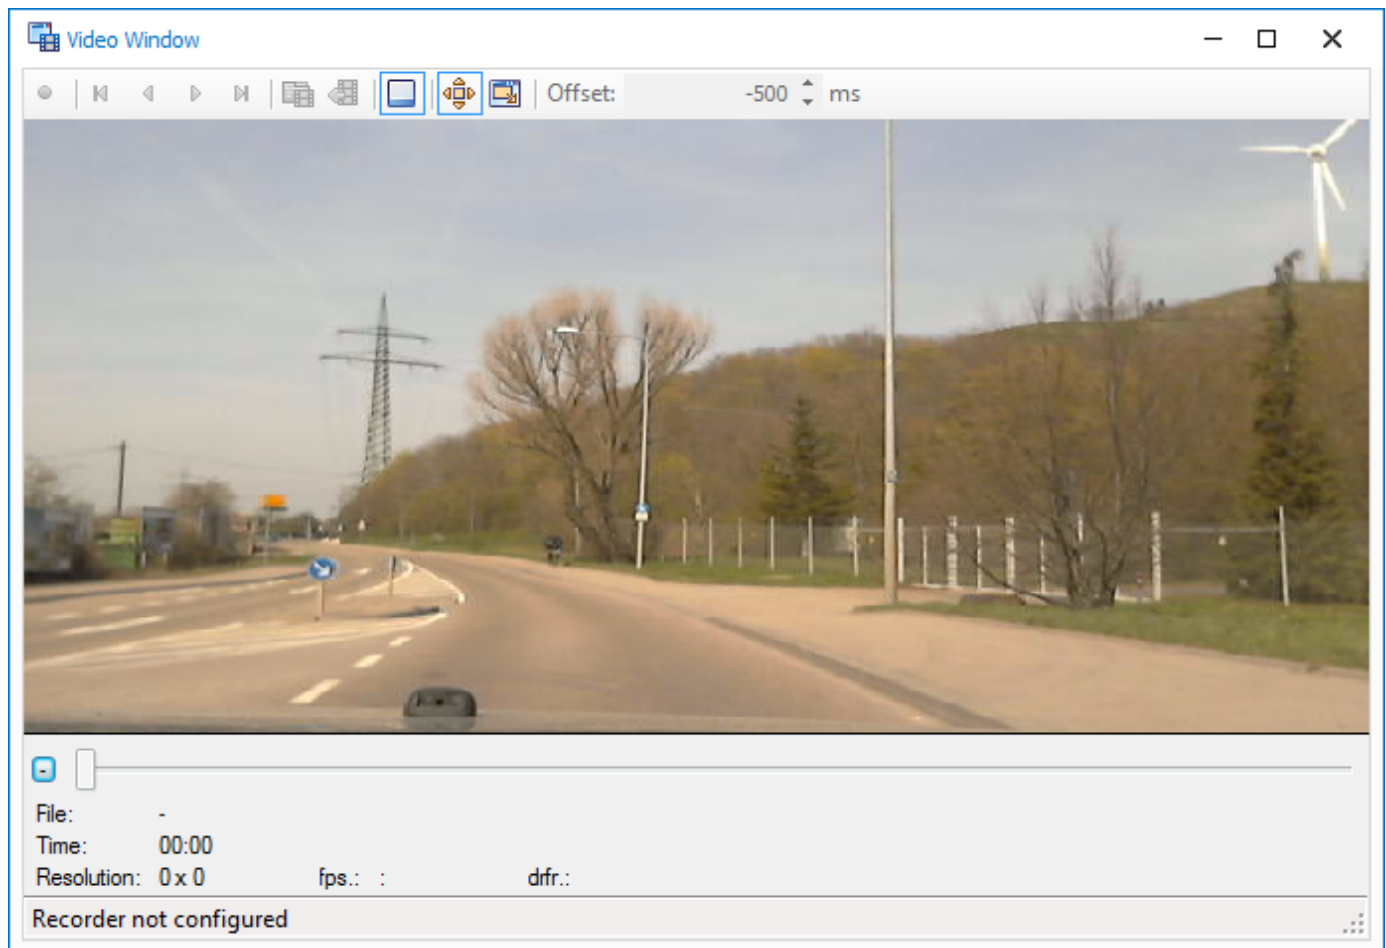 Video Window
Offset: -500 ms
File: -
Time: 00:00
Resolution: 0 x 0 fps.: : drfr.:
Recorder not configured